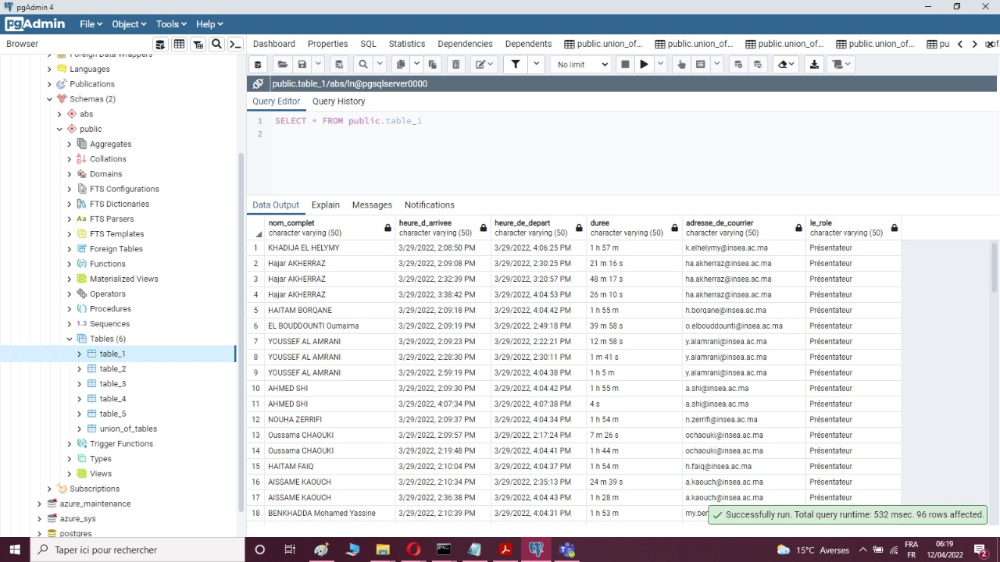 pgAdmin 4
pgAdmin File Object Tools Help
Browser
Dashboard Properties SQL Statistics Dependencies Dependents public.union_of... public.union_of... public.union_of... public.union_of... pu
No limit
public.table_1/abs/ln@pgsqlserver0000
Query Editor Query History
1 SELECT * FROM public.table_1
2
Foreign Data Wrappers
Languages
Publications
Schemas (2)
abs
public
Aggregates
Collations
Domains
FTS Configurations
FTS Dictionaries
FTS Parsers
FTS Templates
Foreign Tables
Functions
Materialized Views
Operators
Procedures
1..3 Sequences
Tables (6)
table_1
table_2
table_3
table_4
table_5
union_of_tables
Trigger Functions
Types
Views
Subscriptions
azure_maintenance
azure_sys
postgres
Data Output Explain Messages Notifications
nom_complet heure_d_arrivee heure_de_depart duree adresse_de_courrier le_role
character varying (50) character varying (50) character varying (50) character varying (50) character varying (50) character varying (50)
1 KHADIJA EL HELYMY 3/29/2022, 2:08:50 PM 3/29/2022, 4:06:25 PM 1 h 57 m k.elhelymy@insea.ac.ma Présentateur
2 Hajar AKHERRAZ 3/29/2022, 2:09:08 PM 3/29/2022, 2:30:25 PM 21 m 16 s ha.akherraz@insea.ac.ma Présentateur
3 Hajar AKHERRAZ 3/29/2022, 2:32:39 PM 3/29/2022, 3:20:57 PM 48 m 17 s ha.akherraz@insea.ac.ma Présentateur
4 Hajar AKHERRAZ 3/29/2022, 3:38:42 PM 3/29/2022, 4:04:53 PM 26 m 10 s ha.akherraz@insea.ac.ma Présentateur
5 HAITAM BORQANE 3/29/2022, 2:09:18 PM 3/29/2022, 4:04:42 PM 1 h 55 m h.borqane@insea.ac.ma Présentateur
6 EL BOUDDOUNTI Oumaima 3/29/2022, 2:09:19 PM 3/29/2022, 2:49:18 PM 39 m 58 s o.elbouddounti@insea.ac.ma Présentateur
7 YOUSSEF AL AMRANI 3/29/2022, 2:09:23 PM 3/29/2022, 2:22:21 PM 12 m 58 s y.alamrani@insea.ac.ma Présentateur
8 YOUSSEF AL AMRANI 3/29/2022, 2:28:30 PM 3/29/2022, 2:30:11 PM 1 m 41 s y.alamrani@insea.ac.ma Présentateur
9 YOUSSEF AL AMRANI 3/29/2022, 2:59:19 PM 3/29/2022, 4:04:38 PM 1 h 5 m y.alamrani@insea.ac.ma Présentateur
10 AHMED SHI 3/29/2022, 2:09:30 PM 3/29/2022, 4:04:42 PM 1 h 55 m a.shi@insea.ac.ma Présentateur
11 AHMED SHI 3/29/2022, 4:07:34 PM 3/29/2022, 4:07:38 PM 4 s a.shi@insea.ac.ma Présentateur
12 NOUHA ZERRIFI 3/29/2022, 2:09:37 PM 3/29/2022, 4:04:34 PM 1 h 54 m n.zerrifi@insea.ac.ma Présentateur
13 Oussama CHAOUKI 3/29/2022, 2:09:57 PM 3/29/2022, 2:17:24 PM 7 m 26 s ochaouki@insea.ac.ma Présentateur
14 Oussama CHAOUKI 3/29/2022, 2:19:48 PM 3/29/2022, 4:04:41 PM 1 h 44 m ochaouki@insea.ac.ma Présentateur
15 HAITAM FAIQ 3/29/2022, 2:10:04 PM 3/29/2022, 4:04:37 PM 1 h 54 m h.faiq@insea.ac.ma Présentateur
16 AISSAME KAOUCH 3/29/2022, 2:10:34 PM 3/29/2022, 2:35:13 PM 24 m 39 s a.kaouch@insea.ac.ma Présentateur
17 AISSAME KAOUCH 3/29/2022, 2:36:38 PM 3/29/2022, 4:04:43 PM 1 h 28 m a.kaouch@insea.ac.ma Présentateur
18 BENKHADDA Mohamed Yassine 3/29/2022, 2:10:39 PM 3/29/2022, 4:04:31 PM 1 h 53 m my.ben
Successfully run. Total query runtime: 532 msec. 96 rows affected.
Taper ici pour rechercher
15°C Averses
FRA
FR
06:19
12/04/2022
2